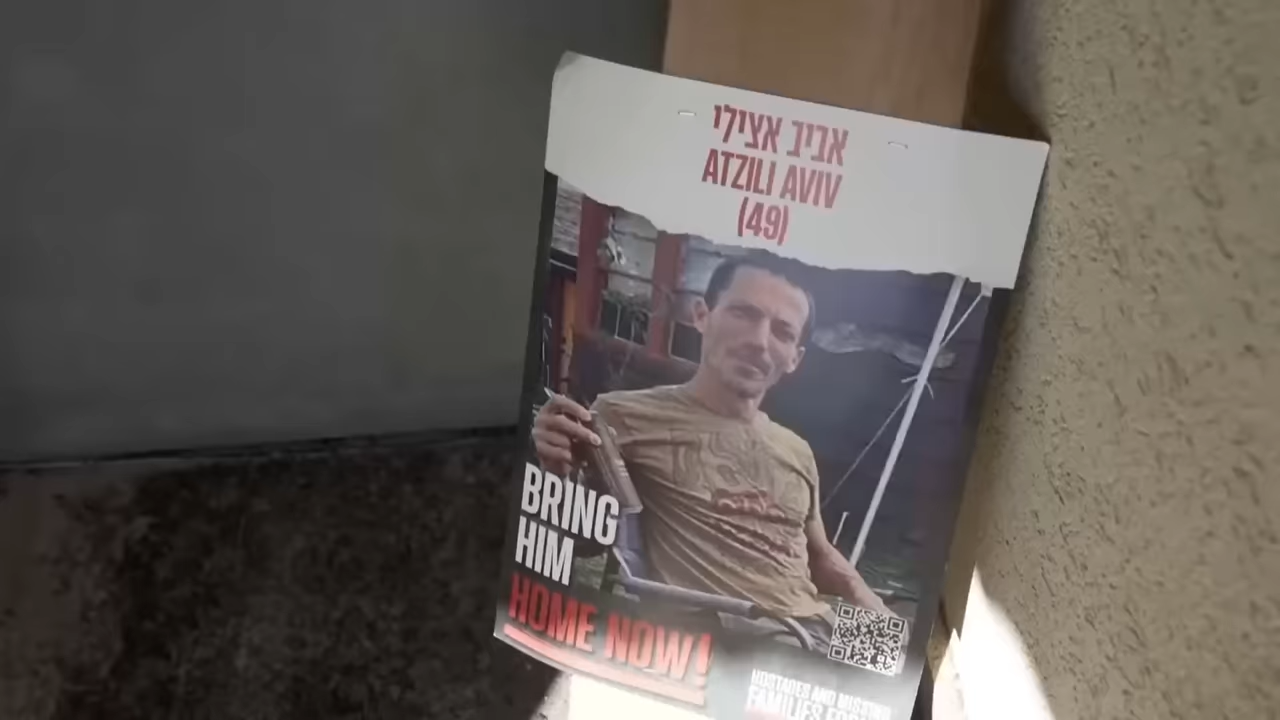 אביב אצילי
ATZILI AVIV
(49)
BRING
HIM
HOME NOW!
HOSTAGES AND MISSING
FAMILIES